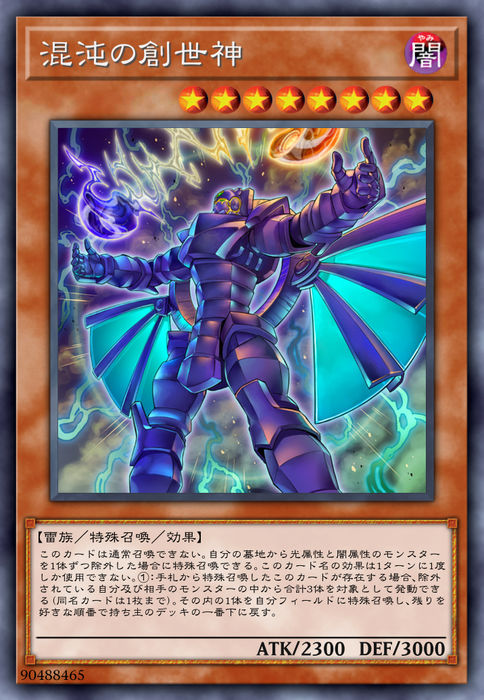 混沌の創世神
やみ
闇
【雷族／特殊召喚／効果】
このカードは通常召喚できない。自分の墓地から光属性と闇属性のモンスター
を1体ずつ除外した場合に特殊召喚できる。このカード名の効果は1ターンに1度
しか使用できない。①：手札から特殊召喚したこのカードが存在する場合、除外
されている自分及び相手のモンスターの中から合計3体を対象として発動でき
る（同名カードは1枚まで）。その内の1体を自分フィールドに特殊召喚し、残りを
好きな順番で持ち主のデッキの一番下に戻す。
ATK/2300 DEF/3000
90488465